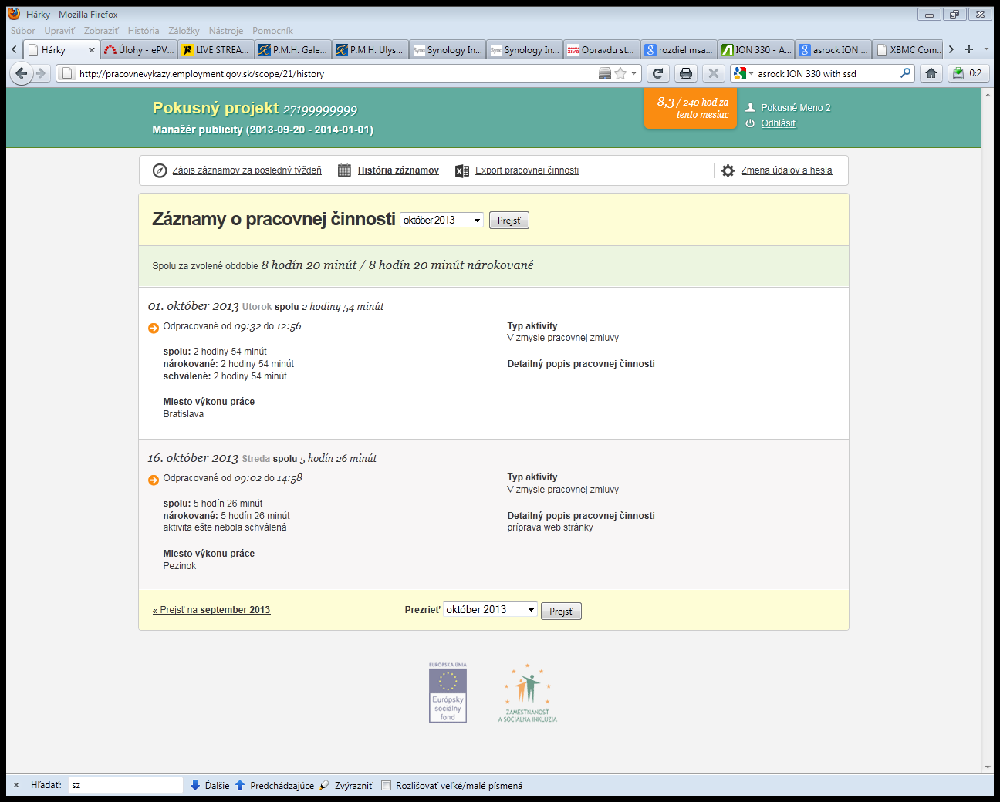 Hárky - Mozilla Firefox
Súbor Upraviť Zobraziť História Záložky Nástroje Pomocník
Hárky Úlohy - ePV... LIVE STREA... P.M.H. Gale... P.M.H. Ulys... Synology In... Synology In... Opravdu st... rozdiel msa... ION 330 - A... asrock ION ... XBMC Com...
http://pracovnevykazy.employment.gov.sk/scope/21/history asrock ION 330 with ssd 0:2
Pokusný projekt 27199999999
Manažér publicity (2013-09-20 - 2014-01-01)
8,3 / 240 hod za
tento mesiac
Pokusné Meno 2
Odhlásiť
Zápis záznamov za posledný týždeň História záznamov Export pracovnej činnosti Zmena údajov a hesla
Záznamy o pracovnej činnosti október 2013 Prejsť
Spolu za zvolené obdobie 8 hodín 20 minút / 8 hodín 20 minút nárokované
01. október 2013 Utorok spolu 2 hodiny 54 minút
Odpracované od 09:32 do 12:56
spolu: 2 hodiny 54 minút
nárokované: 2 hodiny 54 minút
schválené: 2 hodiny 54 minút
Miesto výkonu práce
Bratislava
Typ aktivity
V zmysle pracovnej zmluvy
Detailný popis pracovnej činnosti
16. október 2013 Streda spolu 5 hodín 26 minút
Odpracované od 09:02 do 14:58
spolu: 5 hodín 26 minút
nárokované: 5 hodín 26 minút
aktivita ešte nebola schválená
Miesto výkonu práce
Pezinok
Typ aktivity
V zmysle pracovnej zmluvy
Detailný popis pracovnej činnosti
príprava web stránky
« Prejsť na september 2013 Prezrieť október 2013 Prejsť
EURÓPSKA ÚNIA
Európsky
sociálny
fond
ZAMESTNANOSŤ
A SOCIÁLNA INKLÚZIA
Hľadať: sz Ďalšie Predchádzajúce Zvýrazniť Rozlišovať veľké/malé písmená